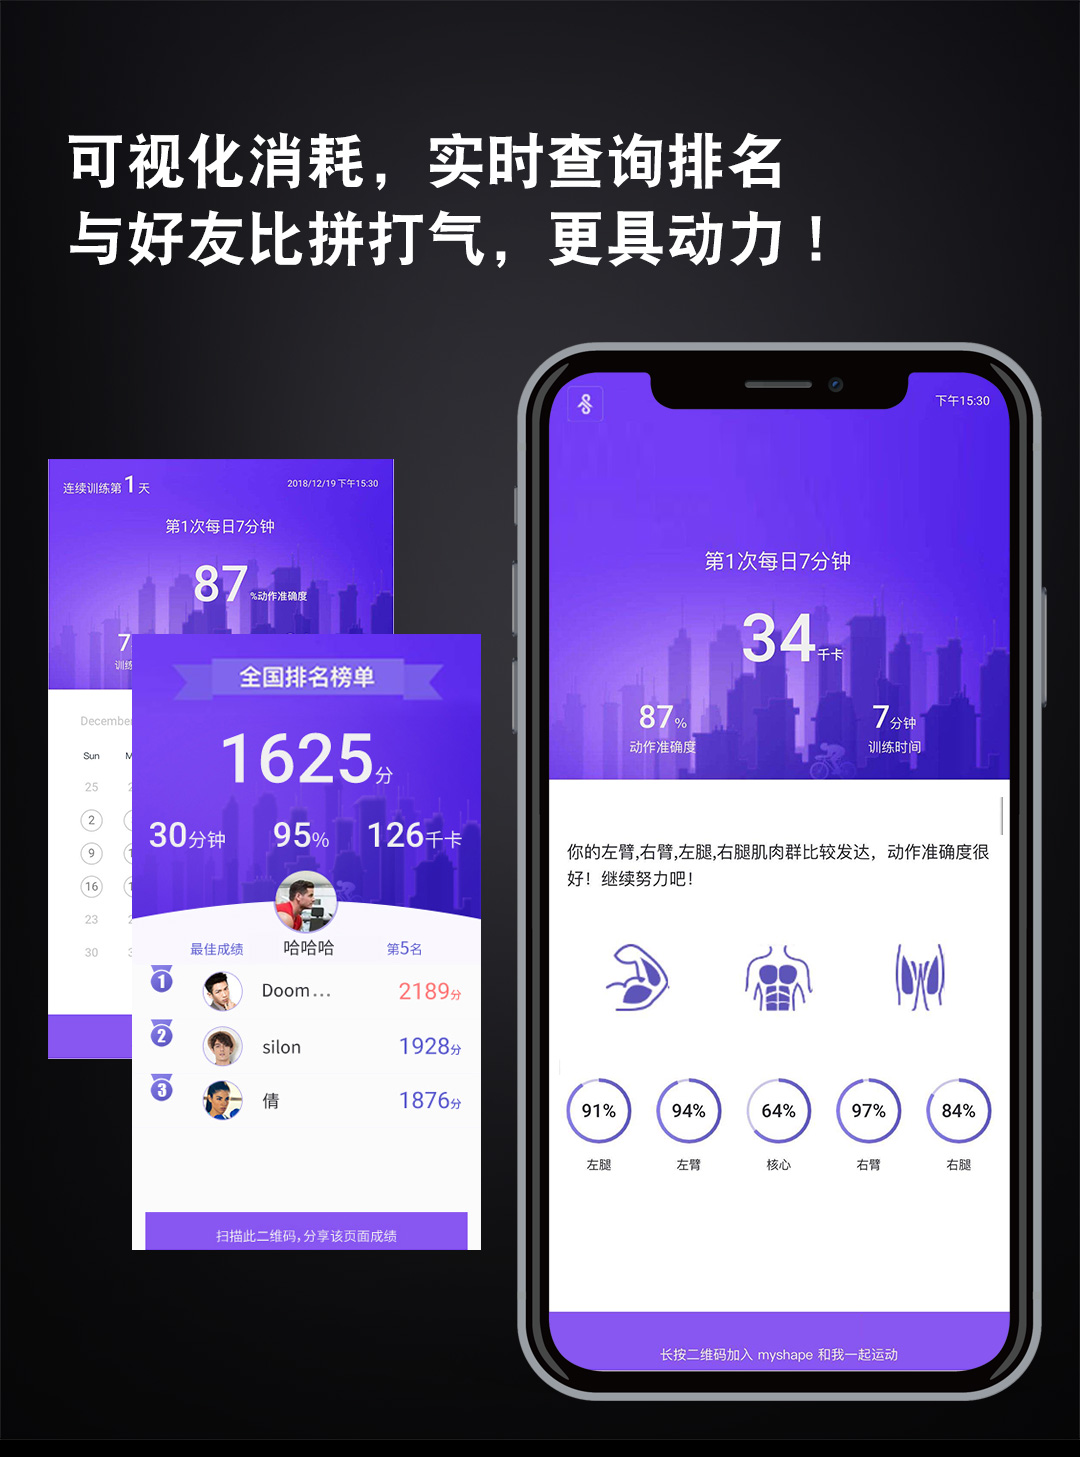 可视化消耗，实时查询排名
与好友比拼打气，更具动力！
连续训练第1天
2018/12/19 下午15:30
第1次每日7分钟
87%动作准确度
7
训练
December
Sun
M
25
2
9
16
23
30
全国排名榜单
1625分
30分钟
95%
126千卡
最佳成绩
哈哈哈
第5名
1
Doom...
2189分
2
silon
1928分
3
倩
1876分
扫描此二维码,分享该页面成绩
下午15:30
第1次每日7分钟
34千卡
87%
7分钟
动作准确度
训练时间
你的左臂,右臂,左腿,右腿肌肉群比较发达，动作准确度很
好！继续努力吧！
91%
94%
64%
97%
84%
左腿
左臂
核心
右臂
右腿
长按二维码加入 myshape 和我一起运动